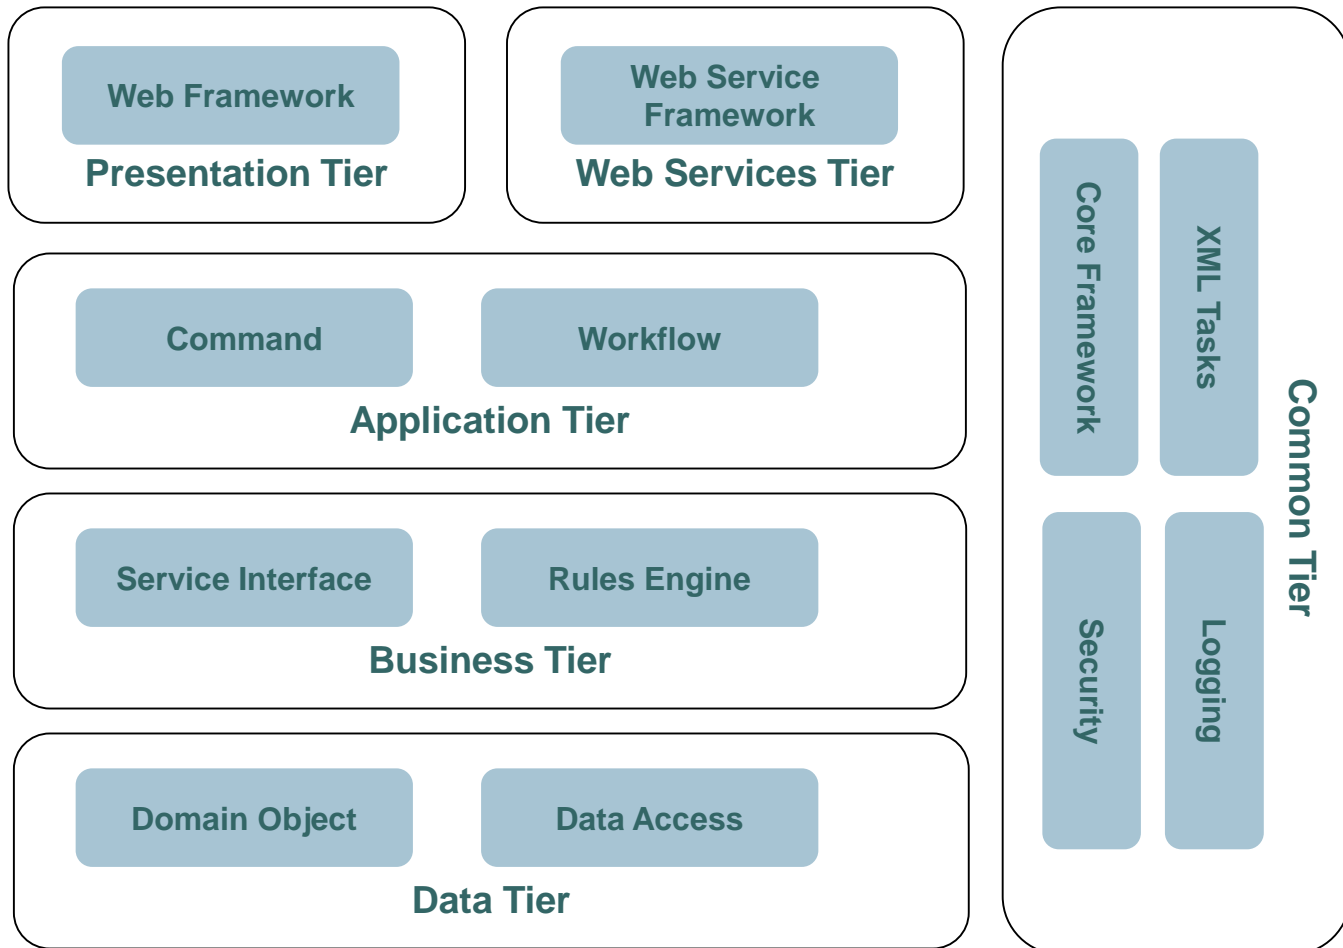 Web Framework
Presentation Tier
Web Service
Framework
Web Services Tier
Command
Workflow
Application Tier
Service Interface
Rules Engine
Business Tier
Domain Object
Data Access
Data Tier
Core Framework
XML Tasks
Security
Logging
Common Tier